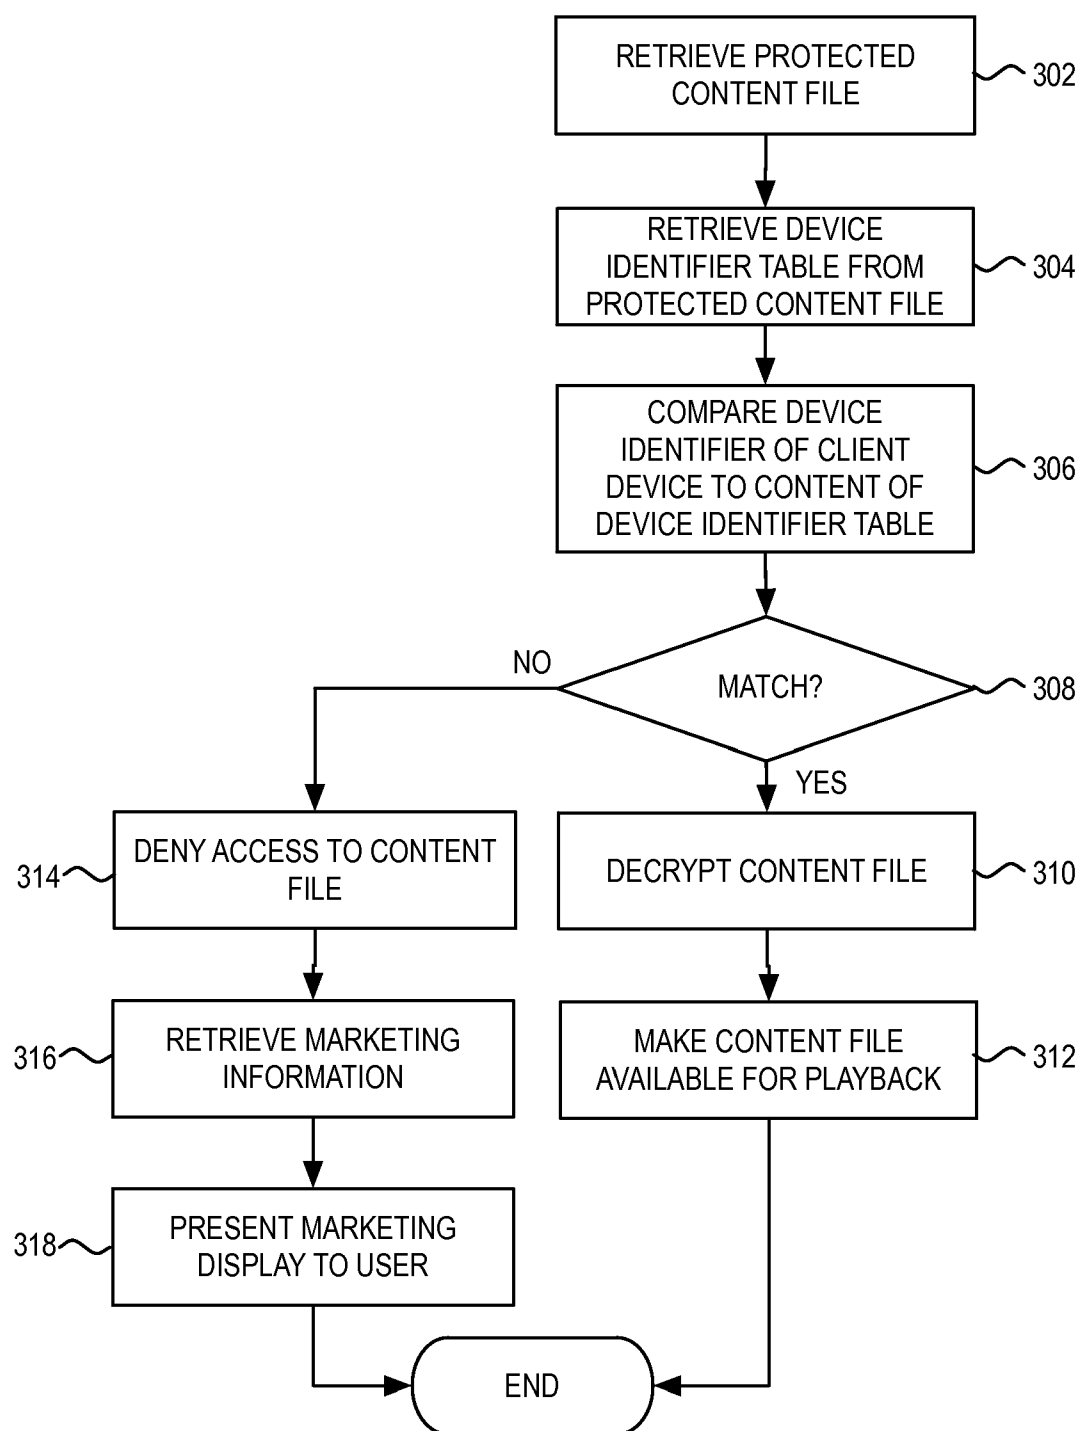 RETRIEVE PROTECTED
CONTENT FILE
302
RETRIEVE DEVICE
IDENTIFIER TABLE FROM
PROTECTED CONTENT FILE
304
COMPARE DEVICE
IDENTIFIER OF CLIENT
DEVICE TO CONTENT OF
DEVICE IDENTIFIER TABLE
306
MATCH?
308
NO
YES
DENY ACCESS TO CONTENT
FILE
314
DECRYPT CONTENT FILE
310
RETRIEVE MARKETING
INFORMATION
316
MAKE CONTENT FILE
AVAILABLE FOR PLAYBACK
312
PRESENT MARKETING
DISPLAY TO USER
318
END